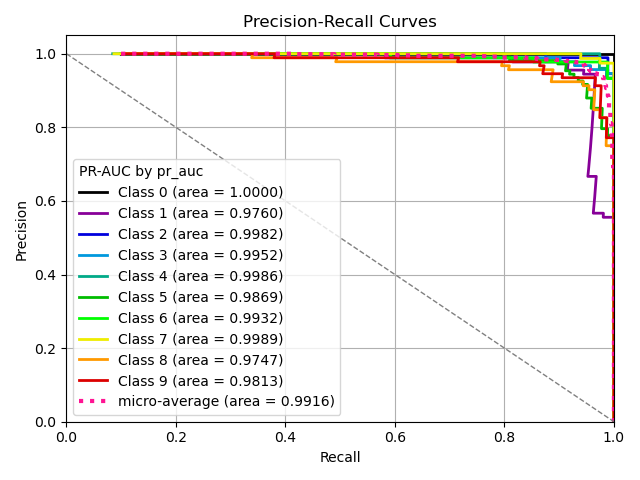 Precision-Recall Curves
1.0
0.8
0.6
0.4
0.2
0.0
Precision
PR-AUC by pr_auc
Class 0 (area = 1.0000)
Class 1 (area = 0.9760)
Class 2 (area = 0.9982)
Class 3 (area = 0.9952)
Class 4 (area = 0.9986)
Class 5 (area = 0.9869)
Class 6 (area = 0.9932)
Class 7 (area = 0.9989)
Class 8 (area = 0.9747)
Class 9 (area = 0.9813)
micro-average (area = 0.9916)
0.0 0.2 0.4 0.6 0.8 1.0
Recall